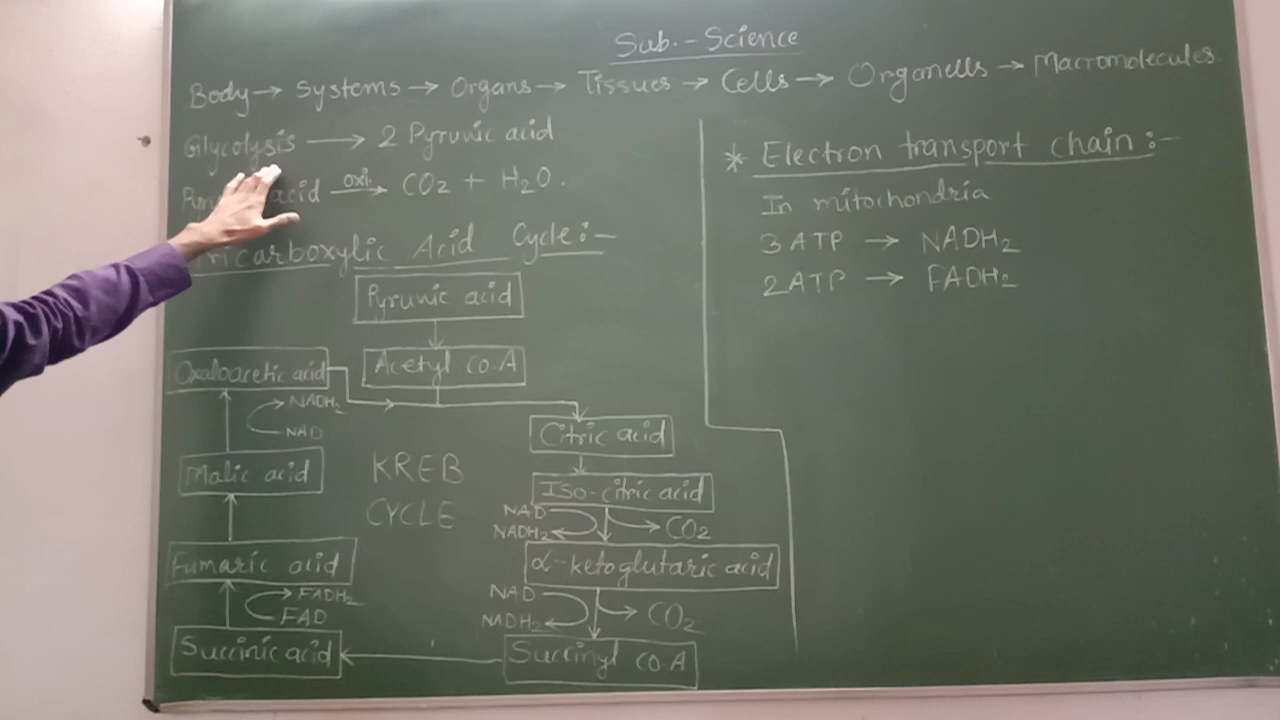 Sub.- Science
Body → Systems → Organs → Tissues → Cells → Organells → Macromolecules
Glycolysis → 2 Pyruvic acid
acid oxi. → CO2 + H2O.
Tricarboxylic Acid Cycle:-
Pyruvic acid
Acetyl co.A
Oxaloacetic acid
NADH2
NAD
Citric acid
Malic acid
KREB
CYCLE
Iso-citric acid
NAD
NADH2
CO2
α-ketoglutaric acid
Fumaric acid
FADH2
FAD
NAD
NADH2
CO2
Succinic acid
Succinyl co.A
* Electron transport chain:-
In mitochondria
3 ATP → NADH2
2 ATP → FADH2